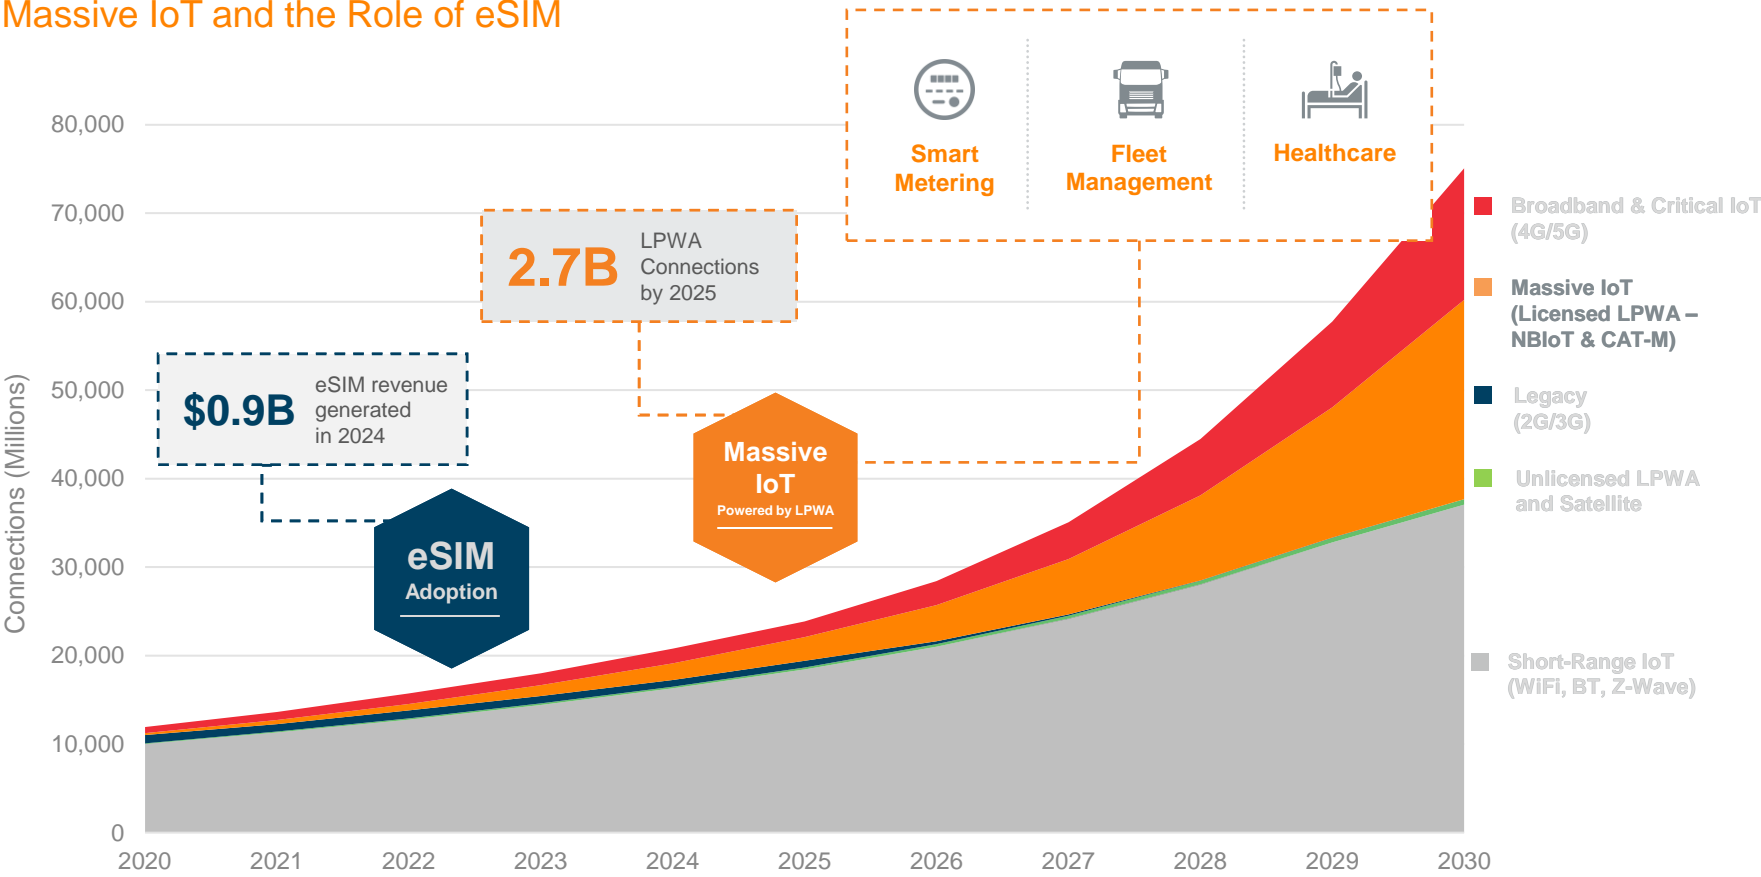 Massive IoT and the Role of eSIM
Smart
Metering
Fleet
Management
Healthcare
80,000
70,000
60,000
50,000
40,000
30,000
20,000
10,000
0
Connections (Millions)
2.7B
LPWA
Connections
by 2025
$0.9B
eSIM revenue
generated
in 2024
Massive
IoT
Powered by LPWA
eSIM
Adoption
Broadband & Critical IoT
(4G/5G)
Massive IoT
(Licensed LPWA –
NBIoT & CAT-M)
Legacy
(2G/3G)
Unlicensed LPWA
and Satellite
Short-Range IoT
(WiFi, BT, Z-Wave)
2020 2021 2022 2023 2024 2025 2026 2027 2028 2029 2030